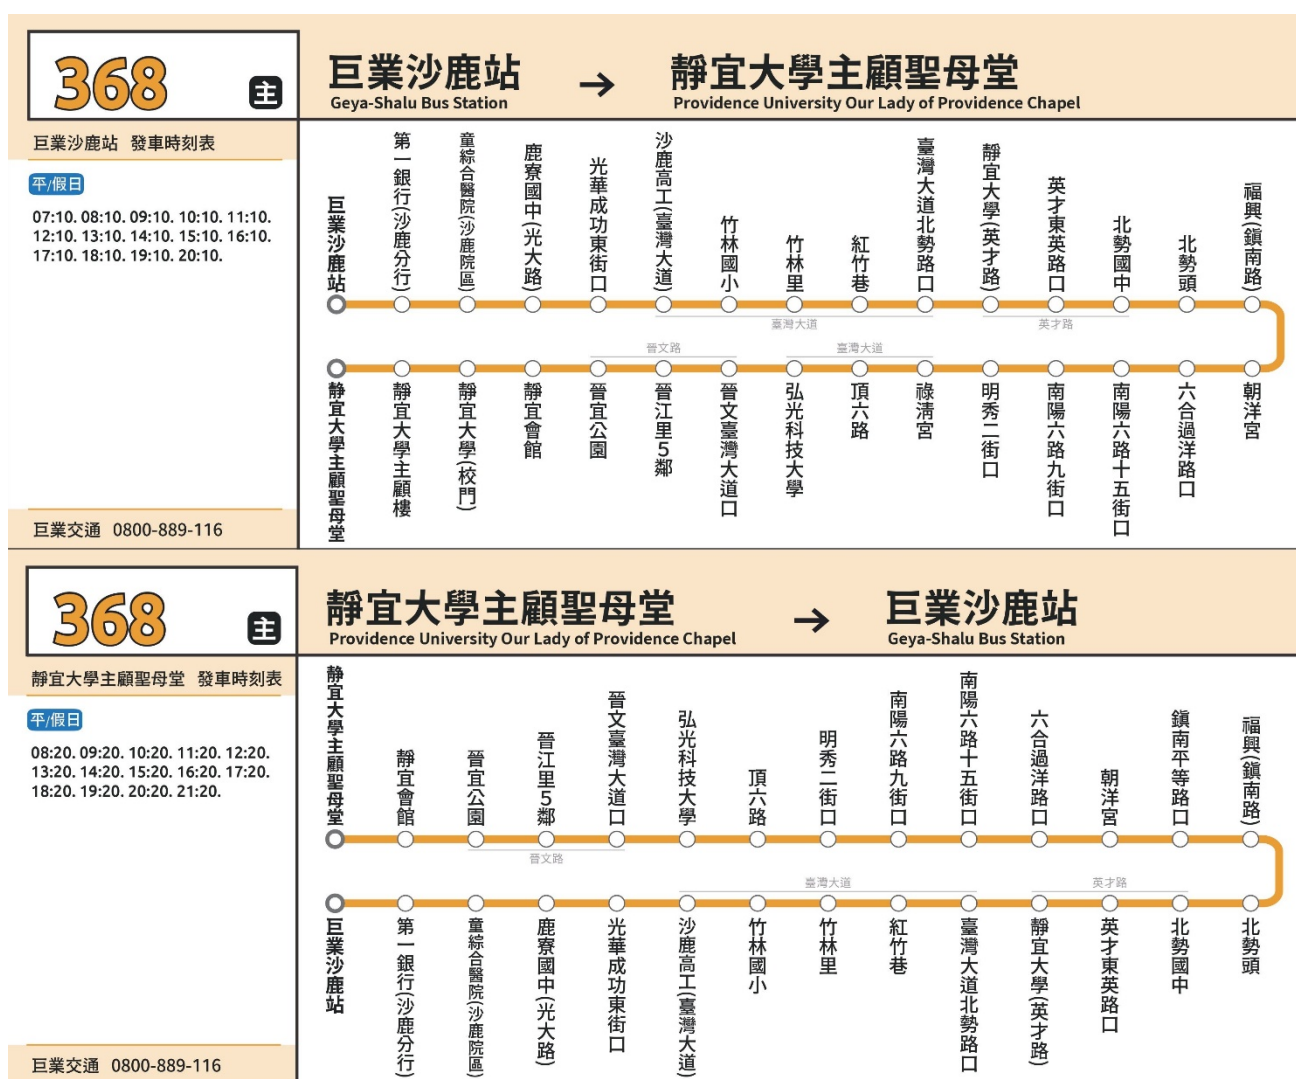 368 主
巨業沙鹿站 → 靜宜大學主顧聖母堂
Geya-Shalu Bus Station Providence University Our Lady of Providence Chapel
巨業沙鹿站 發車時刻表
平/假日
07:10. 08:10. 09:10. 10:10. 11:10.
12:10. 13:10. 14:10. 15:10. 16:10.
17:10. 18:10. 19:10. 20:10.
巨業交通 0800-889-116
巨業沙鹿站
第一銀行(沙鹿分行)
童綜合醫院(沙鹿院區)
鹿寮國中(光大路)
光華成功東街口
沙鹿高工(臺灣大道)
竹林國小
竹林里
紅竹巷
臺灣大道北勢路口
靜宜大學(英才路)
英才東英路口
北勢國中
北勢頭
福興(鎮南路)
臺灣大道
英才路
晉文路
臺灣大道
靜宜大學主顧聖母堂
靜宜大學主顧樓
靜宜大學(校門)
靜宜會館
晉宜公園
晉江里5鄰
晉文臺灣大道口
弘光科技大學
頂六路
祿清宮
明秀二街口
南陽六路九街口
南陽六路十五街口
六合過洋路口
朝洋宮
368 主
靜宜大學主顧聖母堂 → 巨業沙鹿站
Providence University Our Lady of Providence Chapel Geya-Shalu Bus Station
靜宜大學主顧聖母堂 發車時刻表
平/假日
08:20. 09:20. 10:20. 11:20. 12:20.
13:20. 14:20. 15:20. 16:20. 17:20.
18:20. 19:20. 20:20. 21:20.
巨業交通 0800-889-116
靜宜大學主顧聖母堂
靜宜會館
晉宜公園
晉江里5鄰
晉文臺灣大道口
弘光科技大學
頂六路
明秀二街口
南陽六路九街口
南陽六路十五街口
六合過洋路口
朝洋宮
鎮南平等路口
福興(鎮南路)
晉文路
臺灣大道
英才路
巨業沙鹿站
第一銀行(沙鹿分行)
童綜合醫院(沙鹿院區)
鹿寮國中(光大路)
光華成功東街口
沙鹿高工(臺灣大道)
竹林國小
竹林里
紅竹巷
臺灣大道北勢路口
靜宜大學(英才路)
英才東英路口
北勢國中
北勢頭